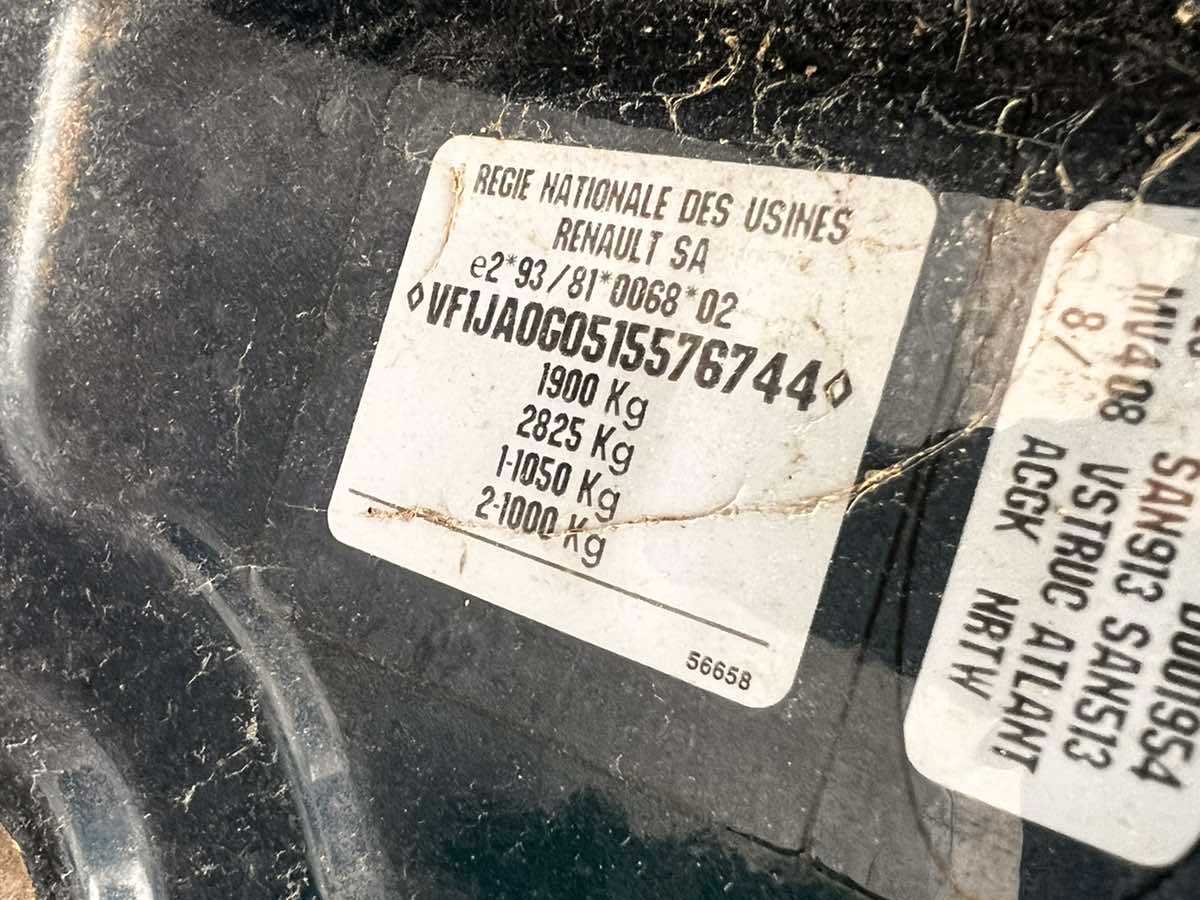 REGIE NATIONALE DES USINES
RENAULT SA
e2*93/81*0068*02
◊VF1JA0G0515576744◊
1900 Kg
2825 Kg
1-1050 Kg
2-1000 Kg
56658
D001954
SAN913 SAN513
MV408 VSTRUC ATLANT
8/ ACGK NRTW